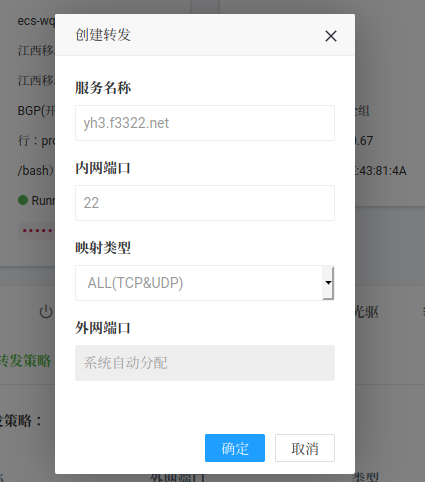 ecs-wq
创建转发
江西移
江西移
服务名称
BGP(开
yh3.f3322.net
全组
行：pro
0.67
内网端口
/bash）
:43:81:4A
22
Runn
映射类型
ALL(TCP&UDP)
外网端口
光驱
系统自动分配
转发策略
发策略：
确定
取消
外网端口
类型